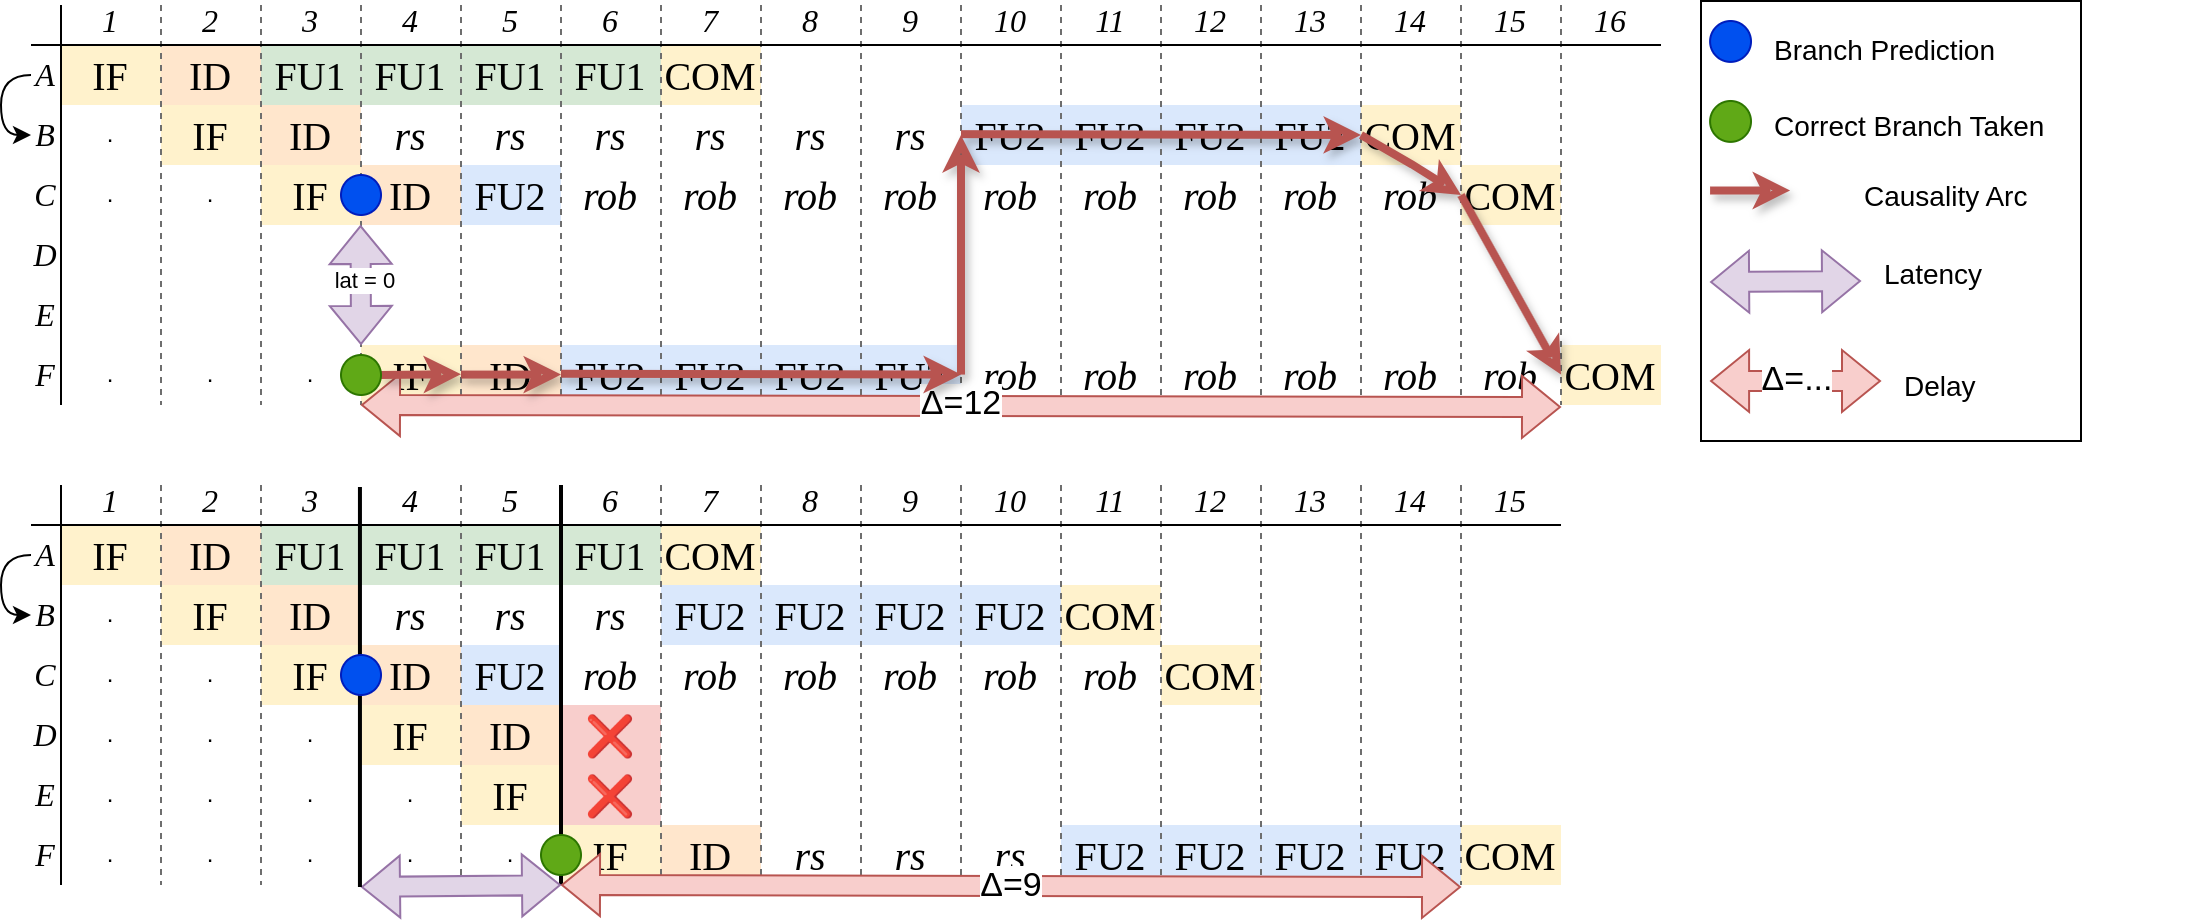 1 2 3 4 5 6 7 8 9 10 11 12 13 14 15 16
A IF ID FU1 FU1 FU1 FU1 COM
B . IF ID rs rs rs rs rs rs FU2 FU2 FU2 FU2 COM
C . . IF ID FU2 rob rob rob rob rob rob rob rob rob COM
D
lat = 0
E
F . . . IF ID FU2 FU2 FU2 FU2 rob rob rob rob rob rob COM
Δ=12
Branch Prediction
Correct Branch Taken
Causality Arc
Latency
Δ=... Delay
1 2 3 4 5 6 7 8 9 10 11 12 13 14 15
A IF ID FU1 FU1 FU1 FU1 COM
B . IF ID rs rs rs FU2 FU2 FU2 FU2 COM
C . . IF ID FU2 rob rob rob rob rob rob COM
D . . . IF ID ❌
E . . . . IF ❌
F . . . . . IF ID rs rs rs FU2 FU2 FU2 FU2 COM
Δ=9